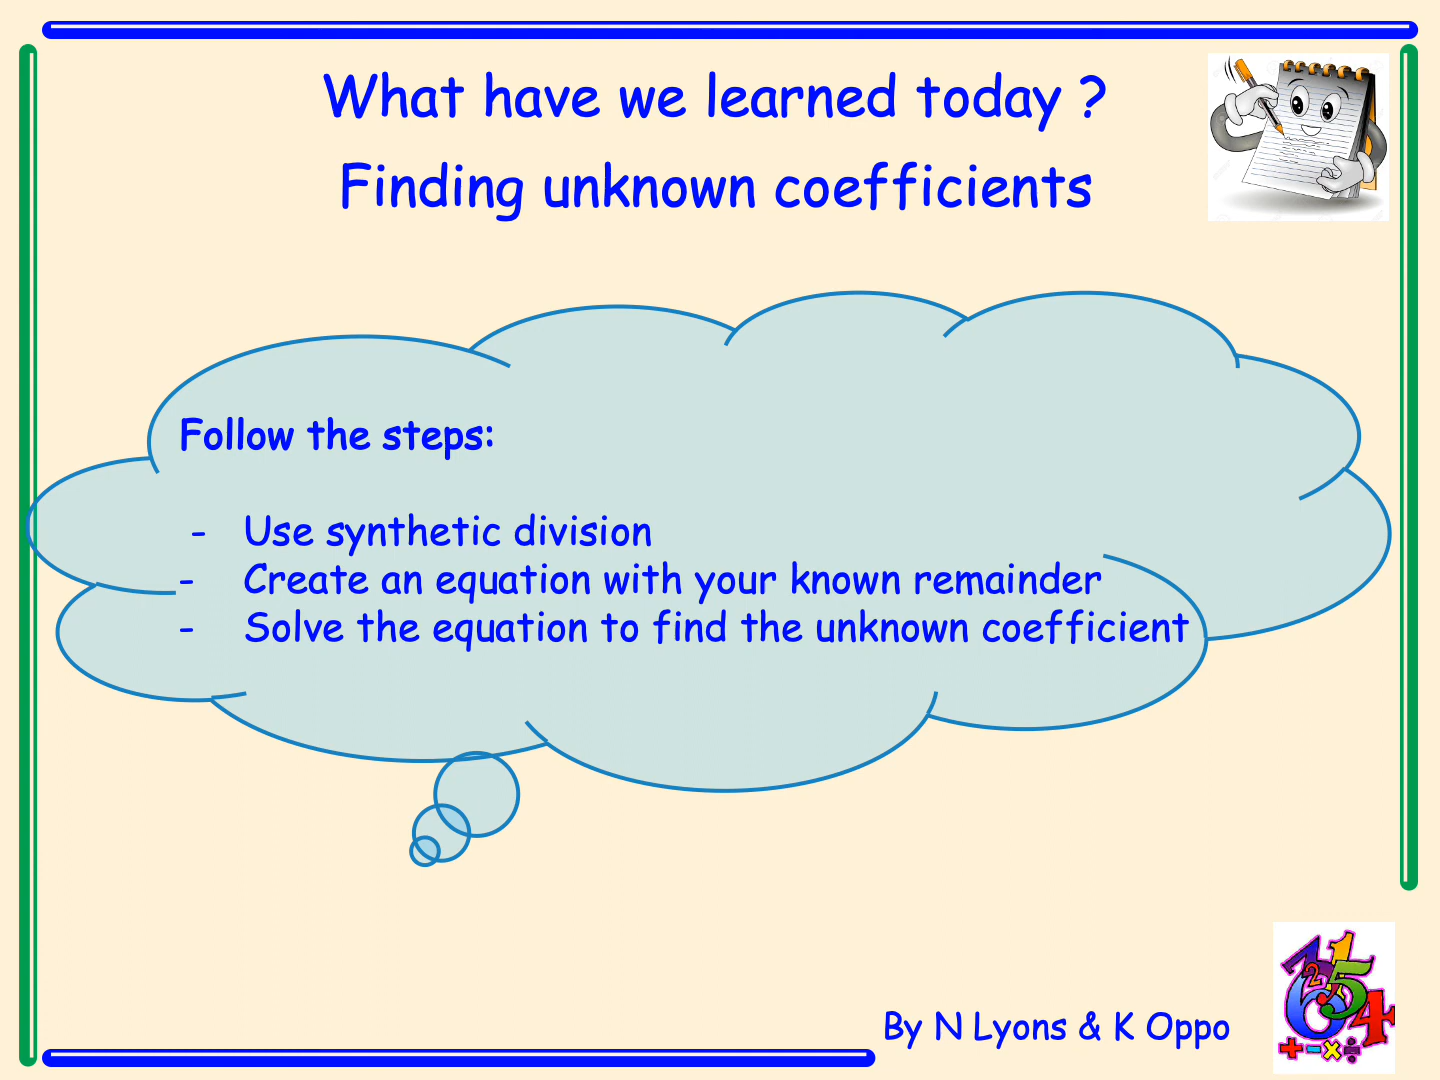 What have we learned today ?
Finding unknown coefficients
Follow the steps:
- Use synthetic division
- Create an equation with your known remainder
- Solve the equation to find the unknown coefficient
By N Lyons & K Oppo